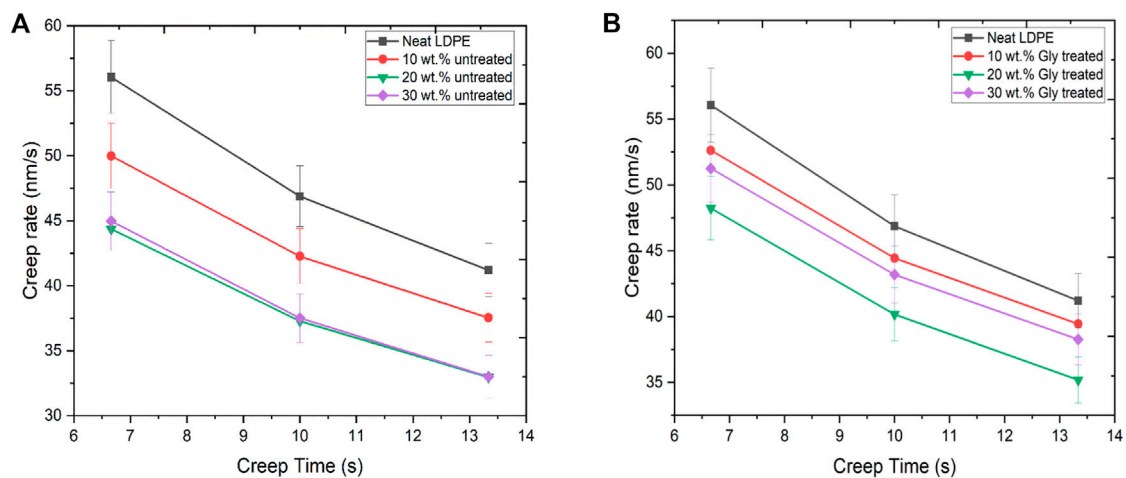 A
Creep rate (nm/s)
60
55
50
45
40
35
30
Neat LDPE
10 wt.% untreated
20 wt.% untreated
30 wt.% untreated
6 7 8 9 10 11 12 13 14
Creep Time (s)
B
Creep rate (nm/s)
60
55
50
45
40
35
Neat LDPE
10 wt.% Gly treated
20 wt.% Gly treated
30 wt.% Gly treated
6 7 8 9 10 11 12 13 14
Creep Time (s)